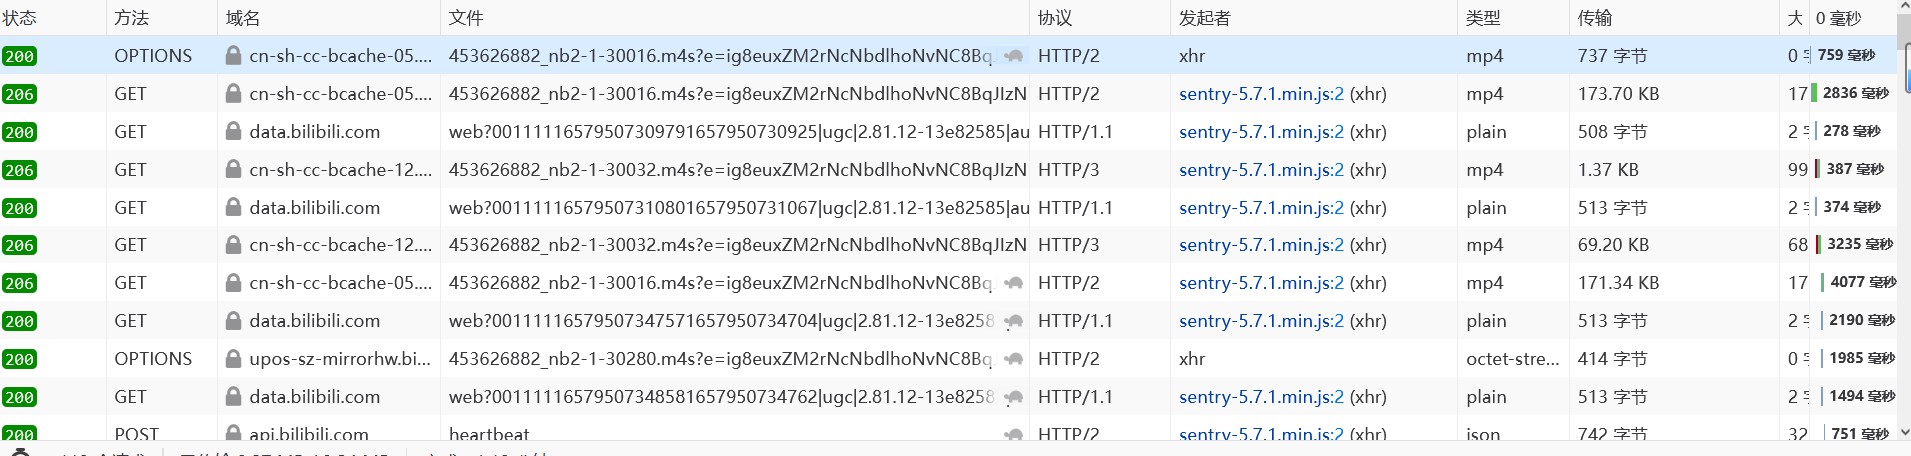 状态 方法 域名 文件 协议 发起者 类型 传输 大 0 毫秒
200 OPTIONS cn-sh-cc-bcache-05.... 453626882_nb2-1-30016.m4s?e=ig8euxZM2rNcNbdlhoNvNC8BqJ HTTP/2 xhr mp4 737 字节 0 759 毫秒
206 GET cn-sh-cc-bcache-05.... 453626882_nb2-1-30016.m4s?e=ig8euxZM2rNcNbdlhoNvNC8BqJIzN HTTP/2 sentry-5.7.1.min.js:2 (xhr) mp4 173.70 KB 17 2836 毫秒
200 GET data.bilibili.com web?00111116579507309791657950730925|ugc|2.81.12-13e82585|au HTTP/1.1 sentry-5.7.1.min.js:2 (xhr) plain 508 字节 2 278 毫秒
206 GET cn-sh-cc-bcache-12.... 453626882_nb2-1-30032.m4s?e=ig8euxZM2rNcNbdlhoNvNC8BqJIzN HTTP/3 sentry-5.7.1.min.js:2 (xhr) mp4 1.37 KB 99 387 毫秒
200 GET data.bilibili.com web?00111116579507310801657950731067|ugc|2.81.12-13e82585|au HTTP/1.1 sentry-5.7.1.min.js:2 (xhr) plain 513 字节 2 374 毫秒
206 GET cn-sh-cc-bcache-12.... 453626882_nb2-1-30032.m4s?e=ig8euxZM2rNcNbdlhoNvNC8BqJIzN HTTP/3 sentry-5.7.1.min.js:2 (xhr) mp4 69.20 KB 68 3235 毫秒
206 GET cn-sh-cc-bcache-05.... 453626882_nb2-1-30016.m4s?e=ig8euxZM2rNcNbdlhoNvNC8BqJ HTTP/2 sentry-5.7.1.min.js:2 (xhr) mp4 171.34 KB 17 4077 毫秒
200 GET data.bilibili.com web?00111116579507347571657950734704|ugc|2.81.12-13e8258 HTTP/1.1 sentry-5.7.1.min.js:2 (xhr) plain 513 字节 2 2190 毫秒
200 OPTIONS upos-sz-mirrorhw.bi... 453626882_nb2-1-30280.m4s?e=ig8euxZM2rNcNbdlhoNvNC8BqJ HTTP/2 xhr octet-stre... 414 字节 0 1985 毫秒
200 GET data.bilibili.com web?00111116579507348581657950734762|ugc|2.81.12-13e8258 HTTP/1.1 sentry-5.7.1.min.js:2 (xhr) plain 513 字节 2 1494 毫秒
200 POST api.bilibili.com heartbeat HTTP/2 sentry-5.7.1.min.js:2 (xhr) json 742 字节 32 751 毫秒